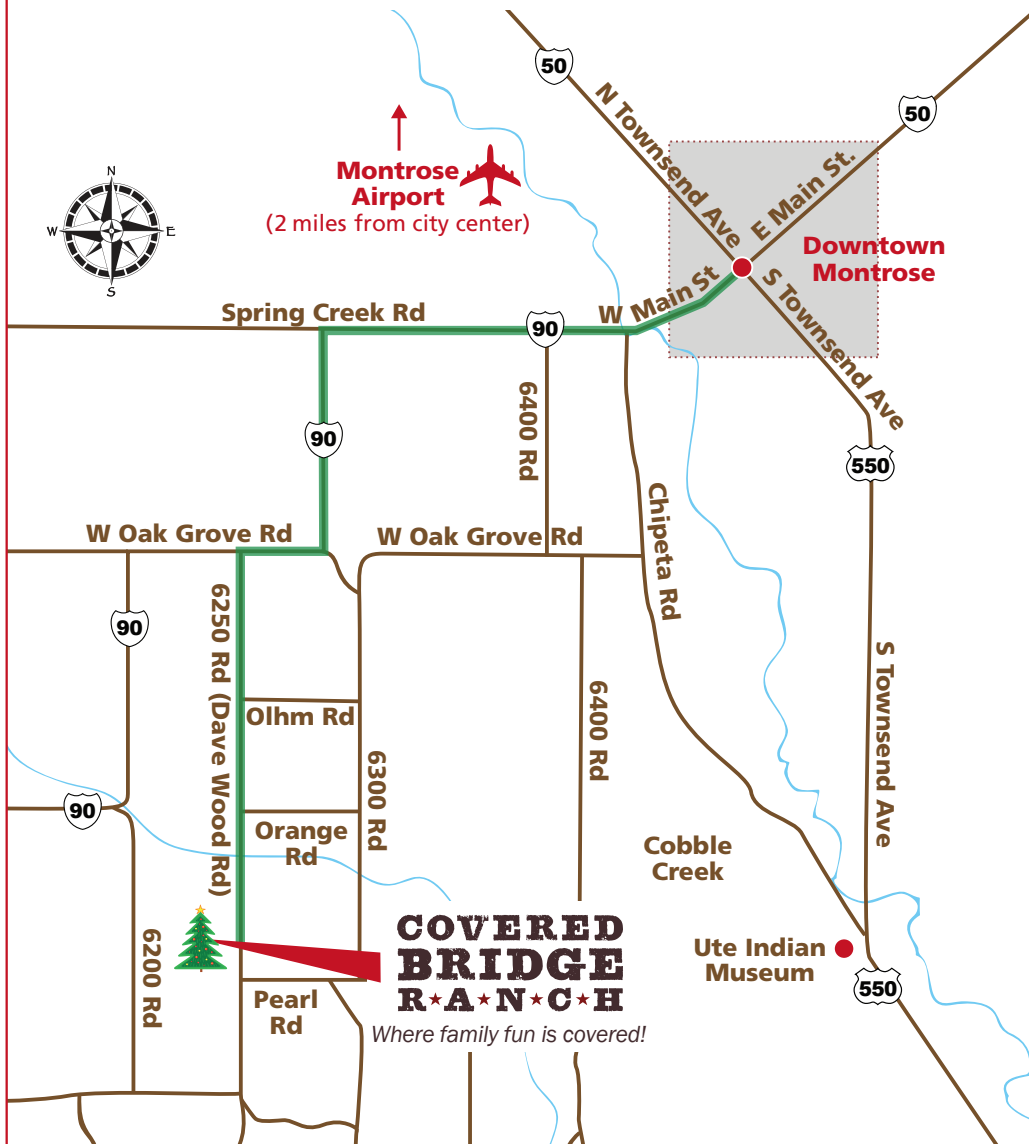 50
50
N Townsend Ave
E Main St.
Montrose
Airport
(2 miles from city center)
N
W
E
S
Downtown
Montrose
W Main St
S Townsend Ave
Spring Creek Rd
90
90
6400 Rd
550
Chipeta Rd
W Oak Grove Rd
W Oak Grove Rd
90
6250 Rd (Dave Wood Rd)
S Townsend Ave
Olhm Rd
6300 Rd
6400 Rd
90
Orange
Rd
Cobble
Creek
COVERED
BRIDGE
R★A★N★C★H
Where family fun is covered!
6200 Rd
Pearl
Rd
Ute Indian
Museum
550